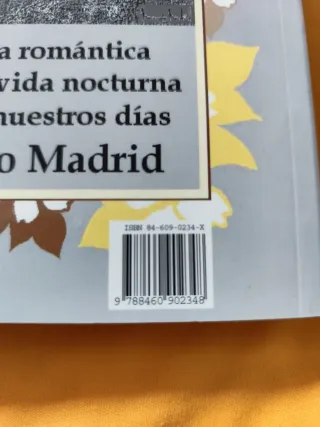 a romántica
vida nocturna
nuestros días
o Madrid
ISBN 84-609-0234-X
9 788460 902348